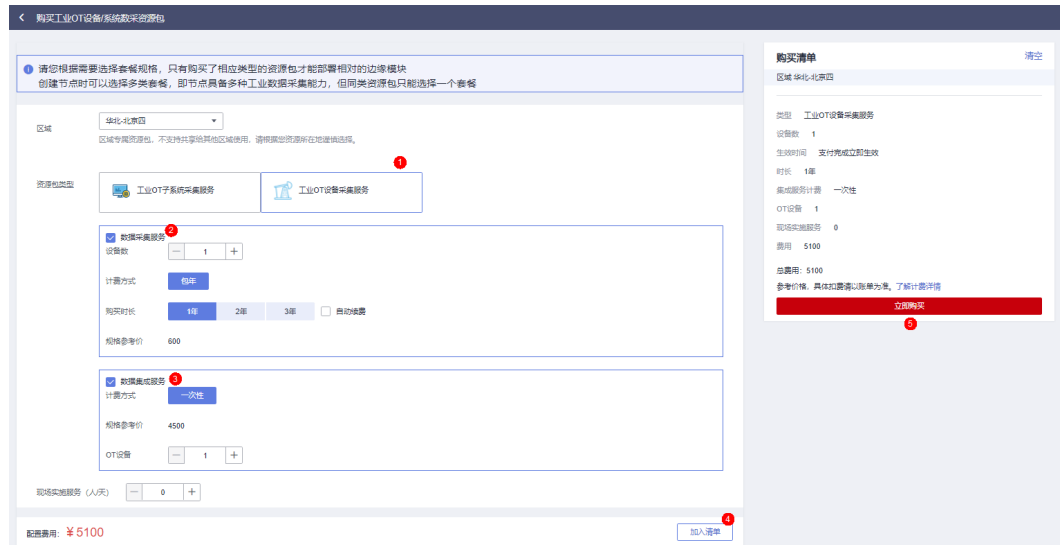 购买工业OT设备/系统数采资源包
请您根据需要选择套餐规格，只有购买了相应类型的资源包才能部署相对的边缘模块
创建节点时可以选择多类套餐，即节点具备多种工业数据采集能力，但同类资源包只能选择一个套餐
区域
华北-北京四
区域专属资源包，不支持共享给其他区域使用，请根据您资源所在地谨慎选择。
1
资源包类型
工业OT子系统采集服务
工业OT设备采集服务
数据采集服务 2
设备数 — 1 +
计费方式 包年
购买时长 1年 2年 3年 自动续费
规格参考价 600
数据集成服务 3
计费方式 一次性
规格参考价 4500
OT设备 — 1 +
现场实施服务（人/天） — 0 +
配置费用: ¥5100
4
加入清单
购买清单 清空
区域 华北-北京四
类型 工业OT设备采集服务
设备数 1
生效时间 支付完成立即生效
时长 1年
集成服务计费 一次性
OT设备 1
现场实施服务 0
费用 5100
总费用: 5100
参考价格，具体扣费请以账单为准。了解计费详情
立即购买
5